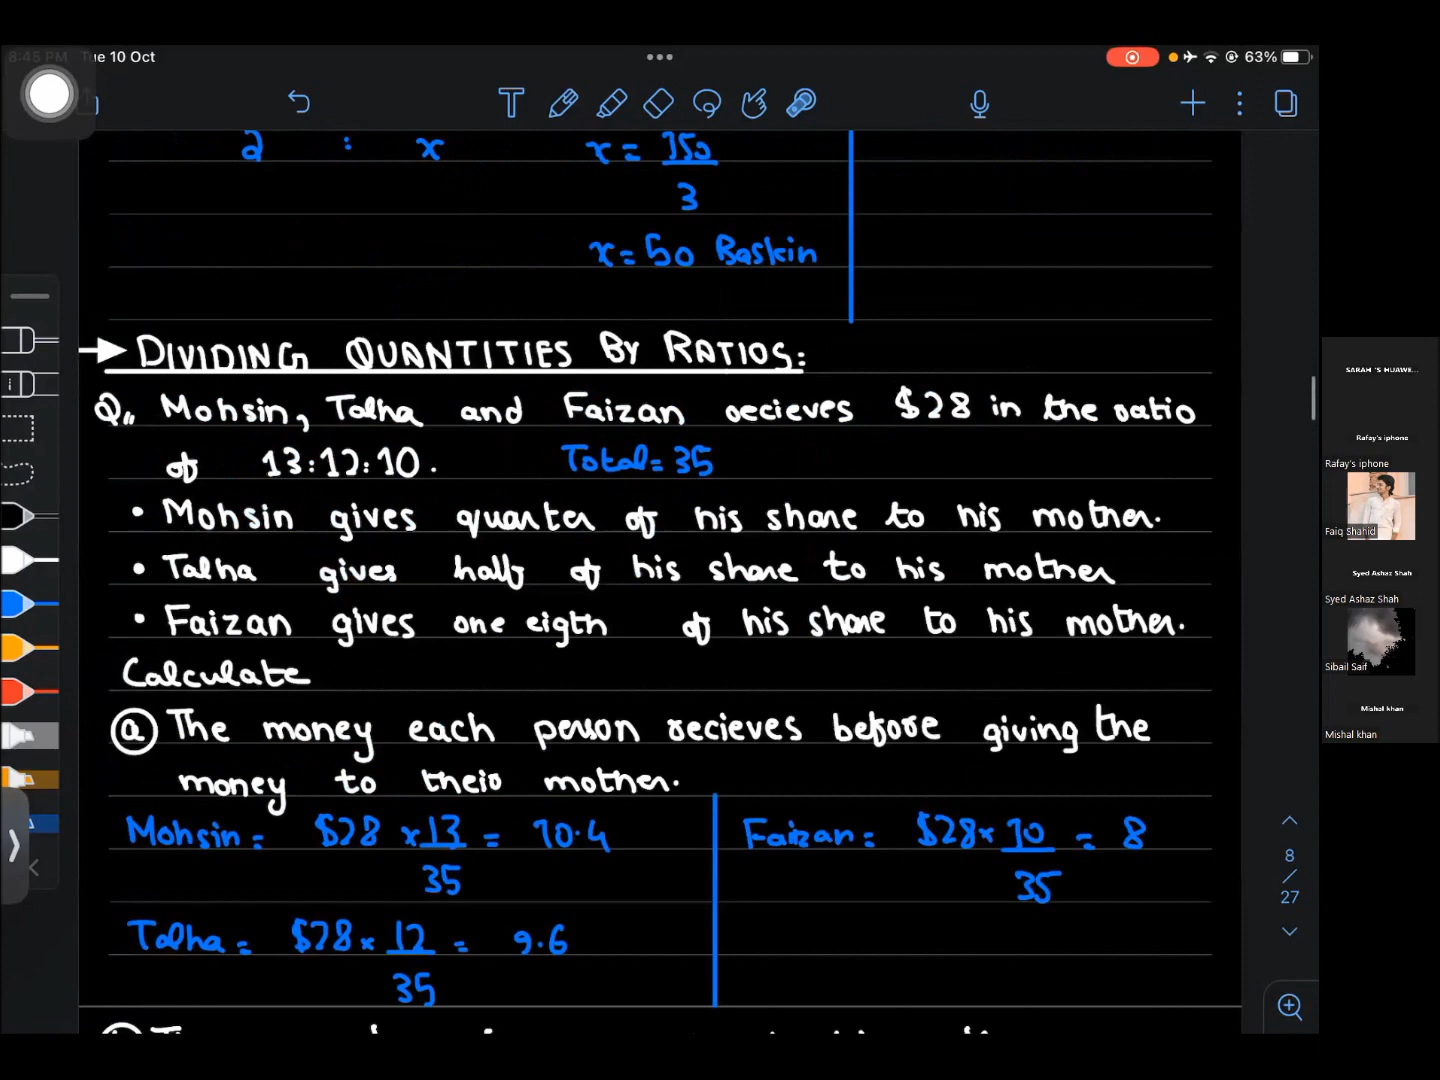 8:45 PM Tue 10 Oct
63%
2 : x
x = 150
3
x = 50 Baskin
DIVIDING QUANTITIES BY RATIOS:
Q,, Mohsin, Talha and Faizan recieves $28 in the ratio
of 13:12:10. Total = 35
• Mohsin gives quarter of his share to his mother.
• Talha gives half of his share to his mother
• Faizan gives one eigth of his share to his mother.
Calculate
(a) The money each person recieves before giving the
money to their mother.
Mohsin = $28 × 13 = 10.4
35
Talha = $28 × 12 = 9.6
35
Faizan = $28 × 10 = 8
35
8
/
27
SARAH 'S HUAWE...
Rafay's iphone
Rafay's iphone
Faiq Shahid
Syed Ashaz Shah
Syed Ashaz Shah
Sibail Saif
Mishal khan
Mishal khan